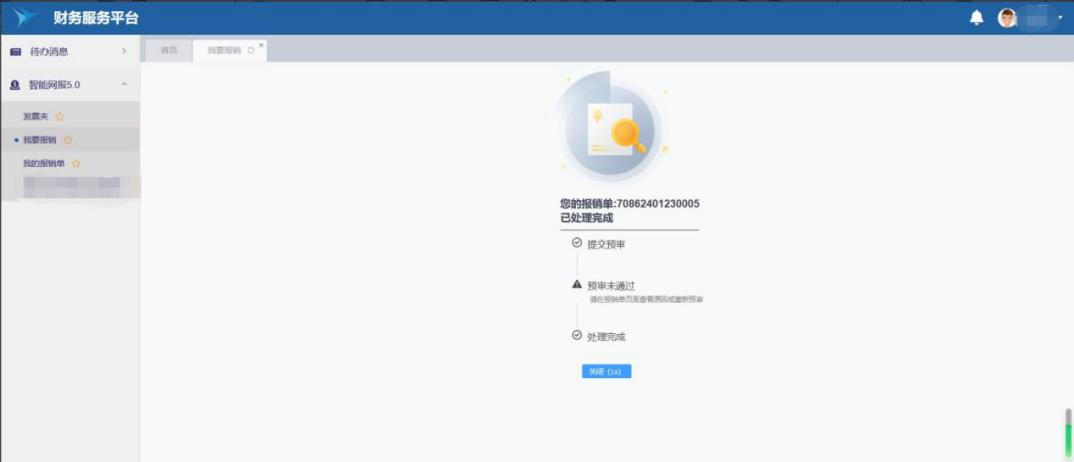 财务服务平台
待办消息
首页
我要报销
智能网报5.0
发票夹
我要报销
我的报销单
¥
您的报销单:70862401230005
已处理完成
提交预审
预审未通过
请在报销单页面查看原因或重新预审
处理完成
关闭 (1s)